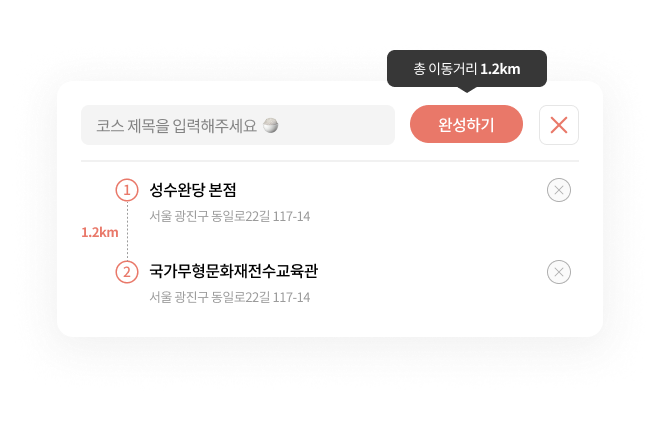 총 이동거리 1.2km
코스 제목을 입력해주세요 🍚
완성하기
1 성수완당 본점
서울 광진구 동일로22길 117-14
1.2km
2 국가무형문화재전수교육관
서울 광진구 동일로22길 117-14